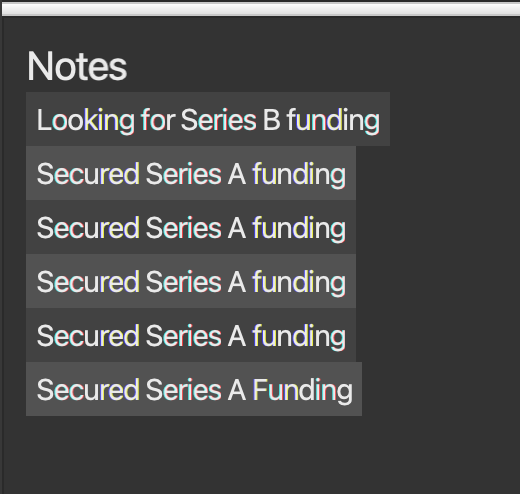 Notes
Looking for Series B funding
Secured Series A funding
Secured Series A funding
Secured Series A funding
Secured Series A funding
Secured Series A Funding